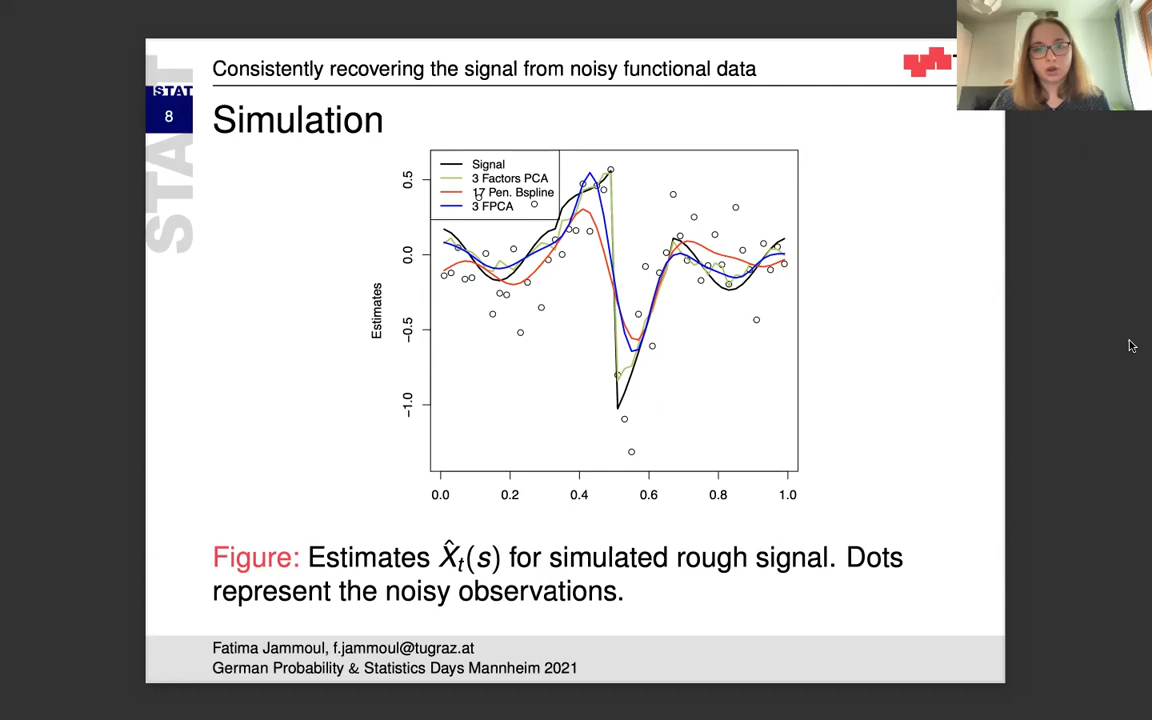 Consistently recovering the signal from noisy functional data
STAT
STAT
8
Simulation
Signal
3 Factors PCA
17 Pen. Bspline
3 FPCA
Estimates
0.5
0.0
−0.5
−1.0
0.0 0.2 0.4 0.6 0.8 1.0
Figure: Estimates X̂ₜ(s) for simulated rough signal. Dots
represent the noisy observations.
Fatima Jammoul, f.jammoul@tugraz.at
German Probability & Statistics Days Mannheim 2021